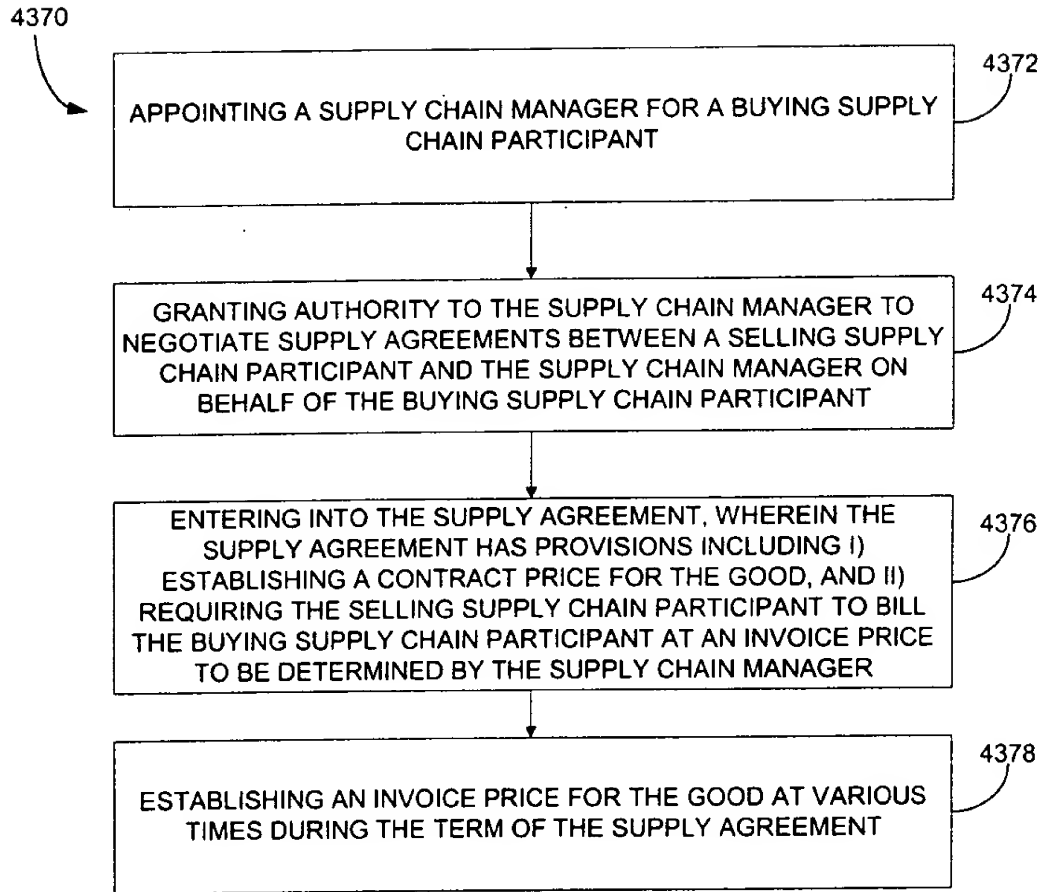 4370
4372
APPOINTING A SUPPLY CHAIN MANAGER FOR A BUYING SUPPLY
CHAIN PARTICIPANT
4374
GRANTING AUTHORITY TO THE SUPPLY CHAIN MANAGER TO
NEGOTIATE SUPPLY AGREEMENTS BETWEEN A SELLING SUPPLY
CHAIN PARTICIPANT AND THE SUPPLY CHAIN MANAGER ON
BEHALF OF THE BUYING SUPPLY CHAIN PARTICIPANT
4376
ENTERING INTO THE SUPPLY AGREEMENT, WHEREIN THE
SUPPLY AGREEMENT HAS PROVISIONS INCLUDING I)
ESTABLISHING A CONTRACT PRICE FOR THE GOOD, AND II)
REQUIRING THE SELLING SUPPLY CHAIN PARTICIPANT TO BILL
THE BUYING SUPPLY CHAIN PARTICIPANT AT AN INVOICE PRICE
TO BE DETERMINED BY THE SUPPLY CHAIN MANAGER
4378
ESTABLISHING AN INVOICE PRICE FOR THE GOOD AT VARIOUS
TIMES DURING THE TERM OF THE SUPPLY AGREEMENT